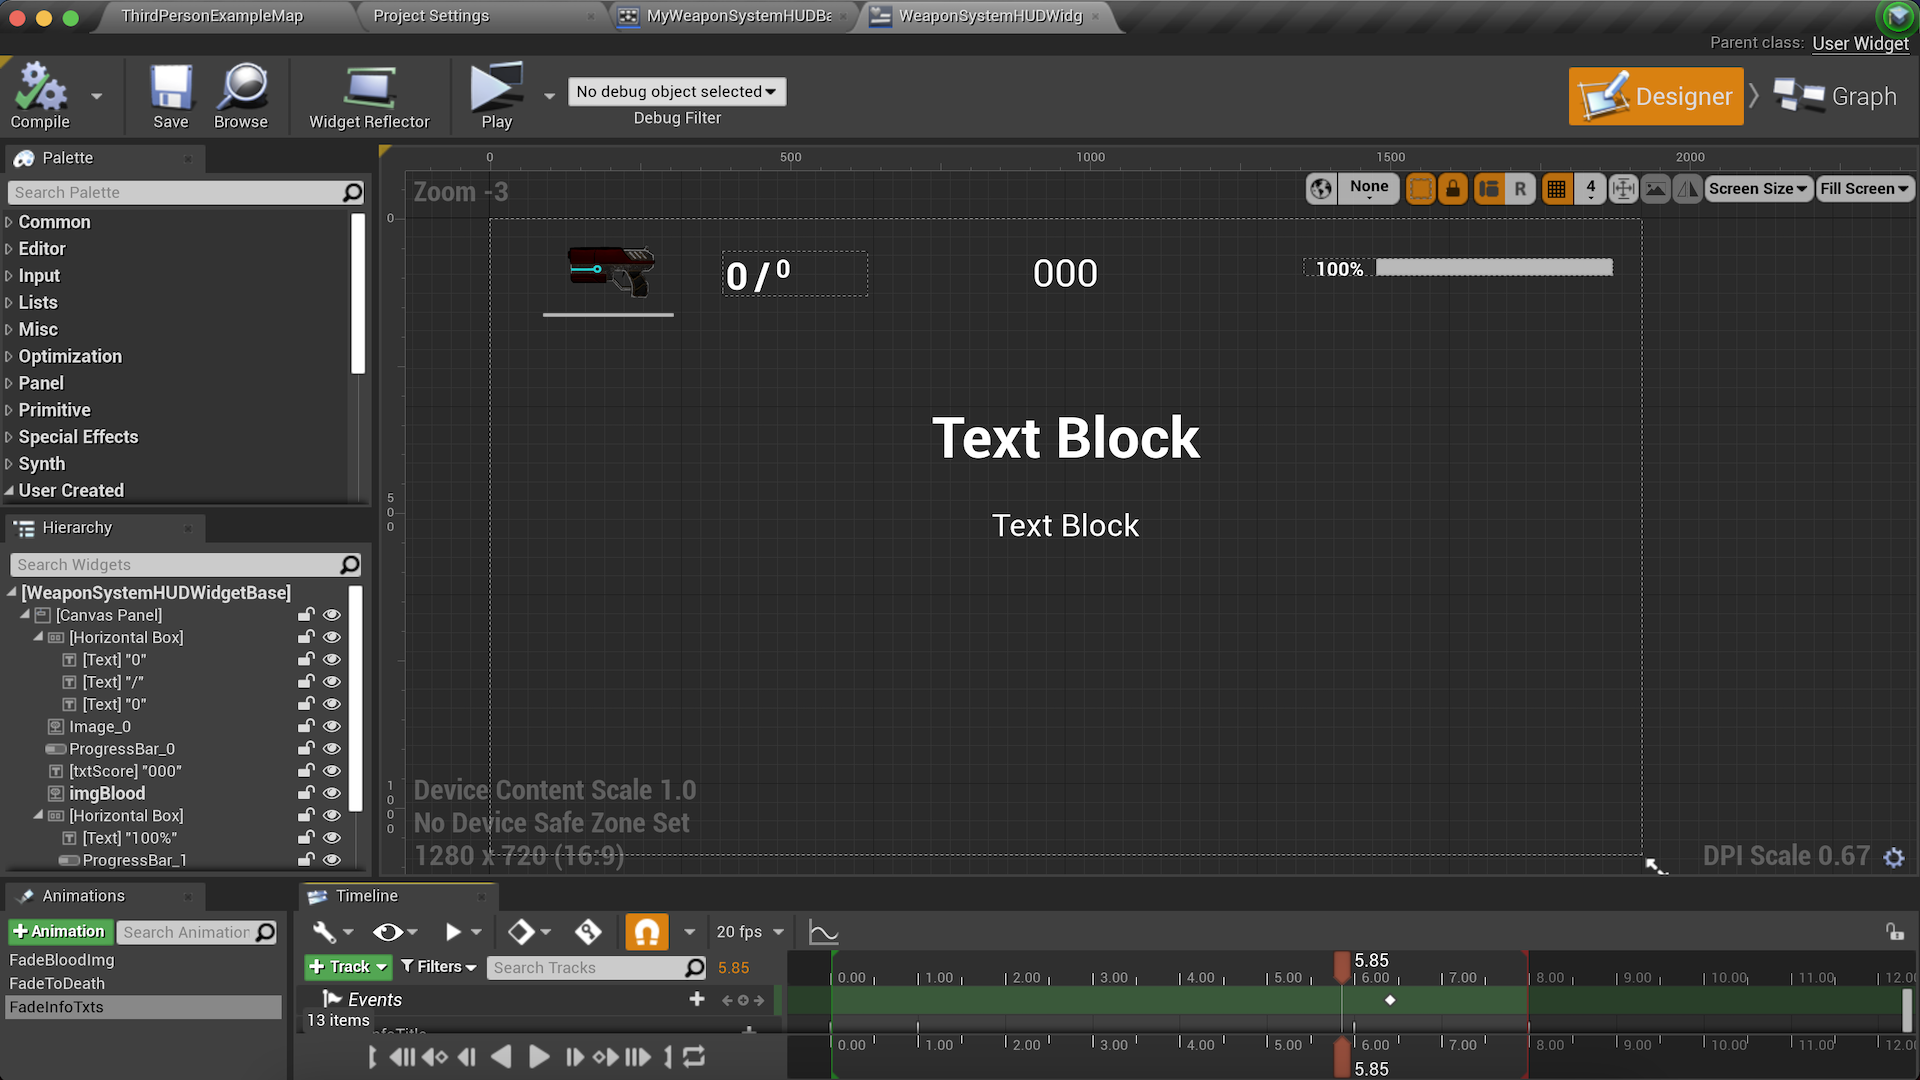 ThirdPersonExampleMap
Project Settings
MyWeaponSystemHUDBa
WeaponSystemHUDWidg
Parent class: User Widget
Compile
Save
Browse
Widget Reflector
Play
No debug object selected
Debug Filter
Designer
Graph
Palette
Search Palette
Common
Editor
Input
Lists
Misc
Optimization
Panel
Primitive
Special Effects
Synth
User Created
Hierarchy
Search Widgets
[WeaponSystemHUDWidgetBase]
[Canvas Panel]
[Horizontal Box]
[Text] "0"
[Text] "/"
[Text] "0"
Image_0
ProgressBar_0
[txtScore] "000"
imgBlood
[Horizontal Box]
[Text] "100%"
ProgressBar_1
0 500 1000 1500 2000
Zoom -3
None
R
4
Screen Size
Fill Screen
0
500
1000
0 / 0
000
100%
Text Block
Text Block
Device Content Scale 1.0
No Device Safe Zone Set
1280 x 720 (16:9)
DPI Scale 0.67
Animations
Animation
Search Animation
FadeBloodImg
FadeToDeath
FadeInfoTxts
Timeline
20 fps
Track
Filters
Search Tracks
5.85
Events
13 items
5.85
0.00 1.00 2.00 3.00 4.00 5.00 6.00 7.00 8.00 9.00 10.00 11.00 12.0
0.00 1.00 2.00 3.00 4.00 5.00 6.00 7.00 8.00 9.00 10.00 11.00 12.0
5.85